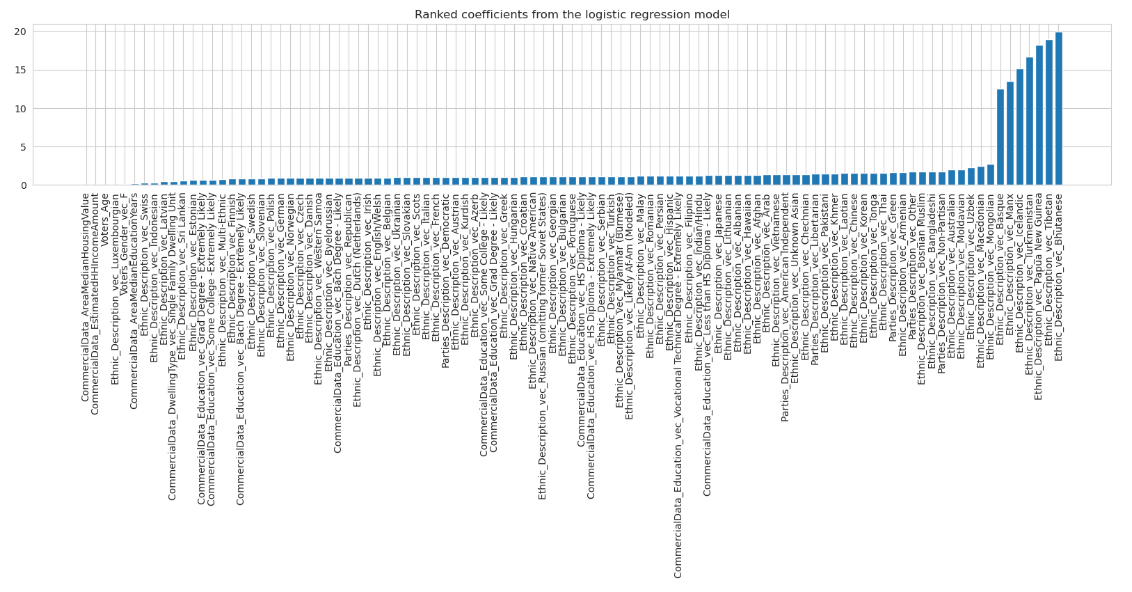 Ranked coefficients from the logistic regression model
20
15
10
5
0
CommercialData_AreaMedianHousingValue
CommercialData_EstimatedHHIncomeAmount
Voters_Age
Ethnic_Description_vec_Luxembourgian
Voters_Gender_vec_F
CommercialData_AreaMedianEducationYears
Ethnic_Description_vec_Swiss
Ethnic_Description_vec_Indonesian
Ethnic_Description_vec_Latvian
CommercialData_DwellingType_vec_Single Family Dwelling Unit
Ethnic_Description_vec_Sri Lankan
Ethnic_Description_vec_Estonian
CommercialData_Education_vec_Grad Degree - Extremely Likely
CommercialData_Education_vec_Some College -Extremely Likely
Ethnic_Description_vec_Multi-Ethnic
Ethnic_Description_vec_Finnish
CommercialData_Education_vec_Bach Degree - Extremely Likely
Ethnic_Description_vec_Swedish
Ethnic_Description_vec_Slovenian
Ethnic_Description_vec_Polish
Ethnic_Description_vec_German
Ethnic_Description_vec_Norwegian
Ethnic_Description_vec_Czech
Ethnic_Description_vec_Danish
Ethnic_Description_vec_Western Samoa
Ethnic_Description_vec_Byelorussian
CommercialData_Education_vec_Bach Degree - Likely
Parties_Description_vec_Republican
Ethnic_Description_vec_Dutch (Netherlands)
Ethnic_Description_vec_Irish
Ethnic_Description_vec_English/Welsh
Ethnic_Description_vec_Belgian
Ethnic_Description_vec_Ukrainian
Ethnic_Description_vec_Slovakian
Ethnic_Description_vec_Scots
Ethnic_Description_vec_Italian
Ethnic_Description_vec_French
Parties_Description_vec_Democratic
Ethnic_Description_vec_Austrian
Ethnic_Description_vec_Kurdish
Ethnic_Description_vec_Azerb
CommercialData_Education_vec_Some College - Likely
CommercialData_Education_vec_Grad Degree - Likely
Ethnic_Description_vec_Greek
Ethnic_Description_vec_Hungarian
Ethnic_Description_vec_Croatian
Ethnic_Description_vec_Native American
Ethnic_Description_vec_Russian (omitting former Soviet States)
Ethnic_Description_vec_Georgian
Ethnic_Description_vec_Bulgarian
Ethnic_Description_vec_Portuguese
CommercialData_Education_vec_HS Diploma - Likely
CommercialData_Education_vec_HS Diploma - Extremely Likely
Ethnic_Description_vec_Serbian
Ethnic_Description_vec_Turkish
Ethnic_Description_vec_Myanmar (Burmese)
Ethnic_Description_vec_Likely Af-Am (Modeled)
Ethnic_Description_vec_Malay
Ethnic_Description_vec_Romanian
Ethnic_Description_vec_Persian
Ethnic_Description_vec_Hispanic
CommercialData_Education_vec_Vocational Technical Degree - Extremely Likely
Ethnic_Description_vec_Filipino
Ethnic_Description_vec_Indian/Hindu
CommercialData_Education_vec_Less than HS Diploma - Likely
Ethnic_Description_vec_Japanese
Ethnic_Description_vec_Lithuanian
Ethnic_Description_vec_Albanian
Ethnic_Description_vec_Hawaiian
Ethnic_Description_vec_Afghan
Ethnic_Description_vec_Arab
Ethnic_Description_vec_Vietnamese
Parties_Description_vec_American Independent
Ethnic_Description_vec_Unknown Asian
Ethnic_Description_vec_Chechnian
Parties_Description_vec_Libertarian
Ethnic_Description_vec_Pakistani
Ethnic_Description_vec_Khmer
Ethnic_Description_vec_Laotian
Ethnic_Description_vec_Chinese
Ethnic_Description_vec_Korean
Ethnic_Description_vec_Tonga
Ethnic_Description_vec_Thai
Parties_Description_vec_Green
Ethnic_Description_vec_Armenian
Parties_Description_vec_Other
Ethnic_Description_vec_Bosnian Muslim
Ethnic_Description_vec_Bangladeshi
Parties_Description_vec_Non-Partisan
Ethnic_Description_vec_Australian
Ethnic_Description_vec_Moldavian
Ethnic_Description_vec_Uzbek
Ethnic_Description_vec_Macedonian
Ethnic_Description_vec_Mongolian
Ethnic_Description_vec_Basque
Ethnic_Description_vec_Manx
Ethnic_Description_vec_Icelandic
Ethnic_Description_vec_Turkmenistan
Ethnic_Description_vec_Papua New Guinea
Ethnic_Description_vec_Tibetan
Ethnic_Description_vec_Bhutanese